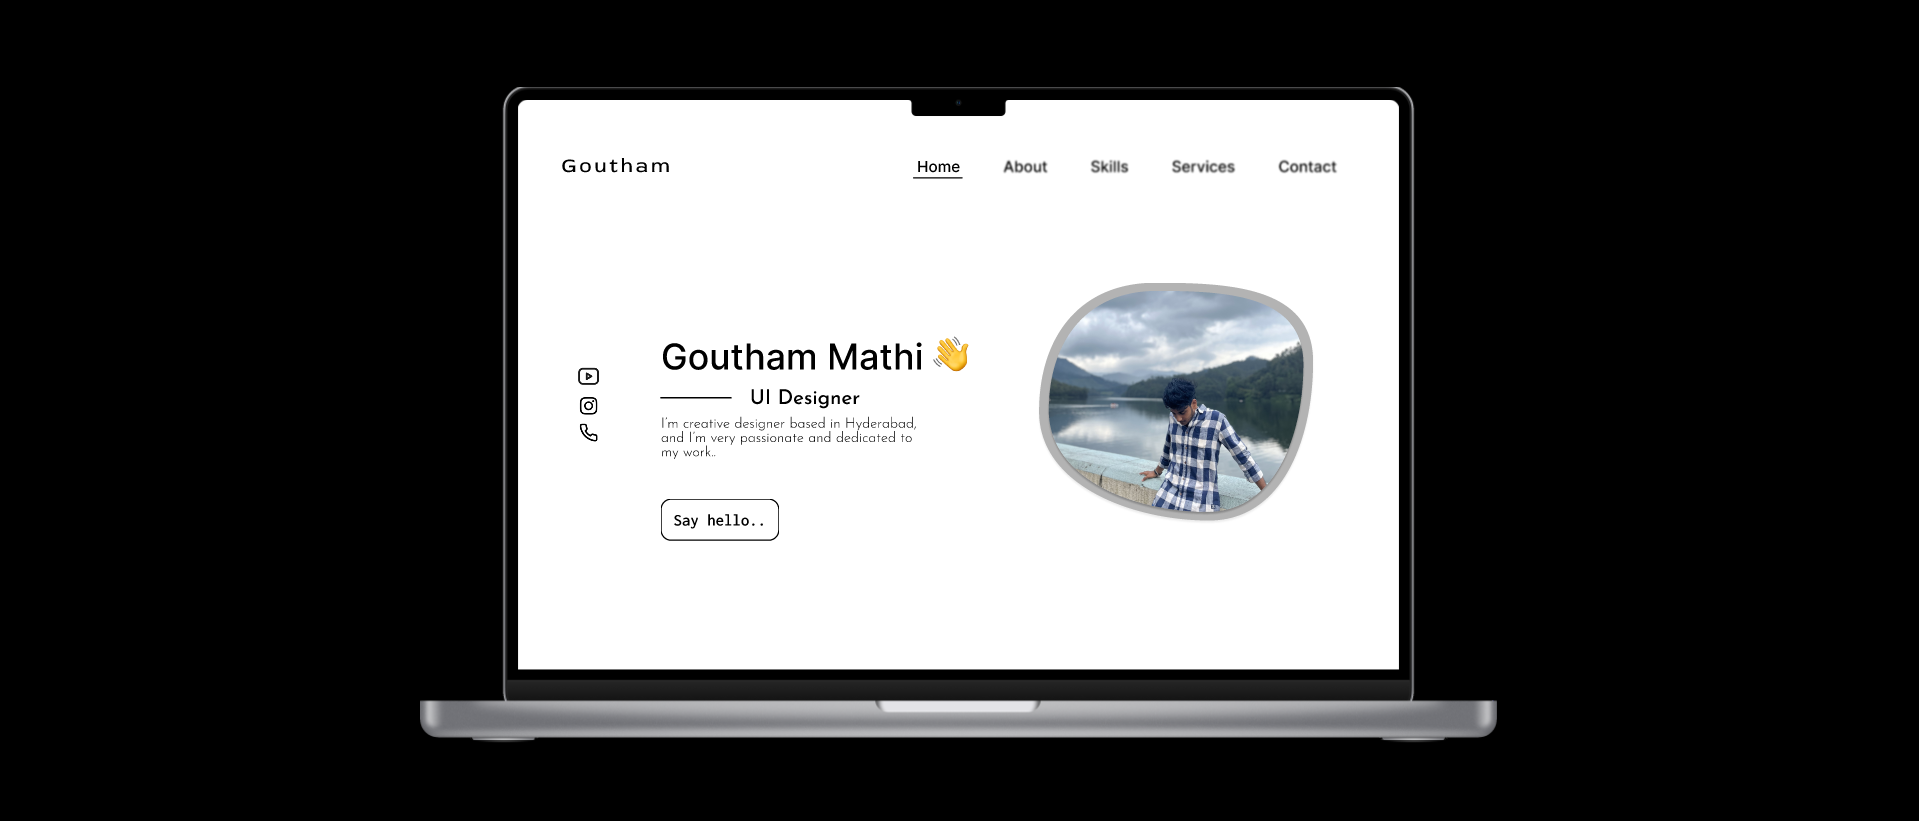 Goutham
Home About Skills Services Contact
Goutham Mathi 👋
UI Designer
I'm creative designer based in Hyderabad,
and I'm very passionate and dedicated to
my work..
Say hello..